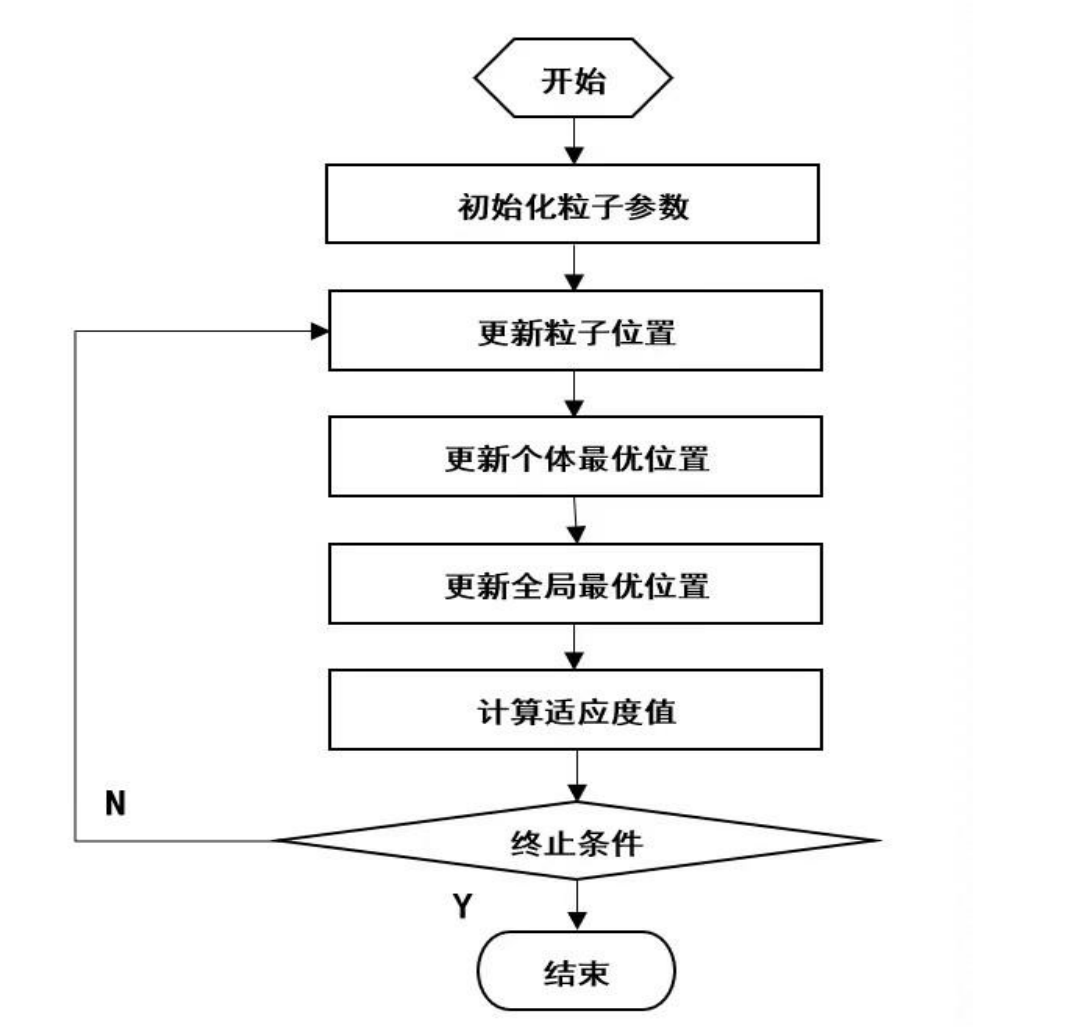 开始
初始化粒子参数
更新粒子位置
更新个体最优位置
更新全局最优位置
计算适应度值
N
终止条件
Y
结束